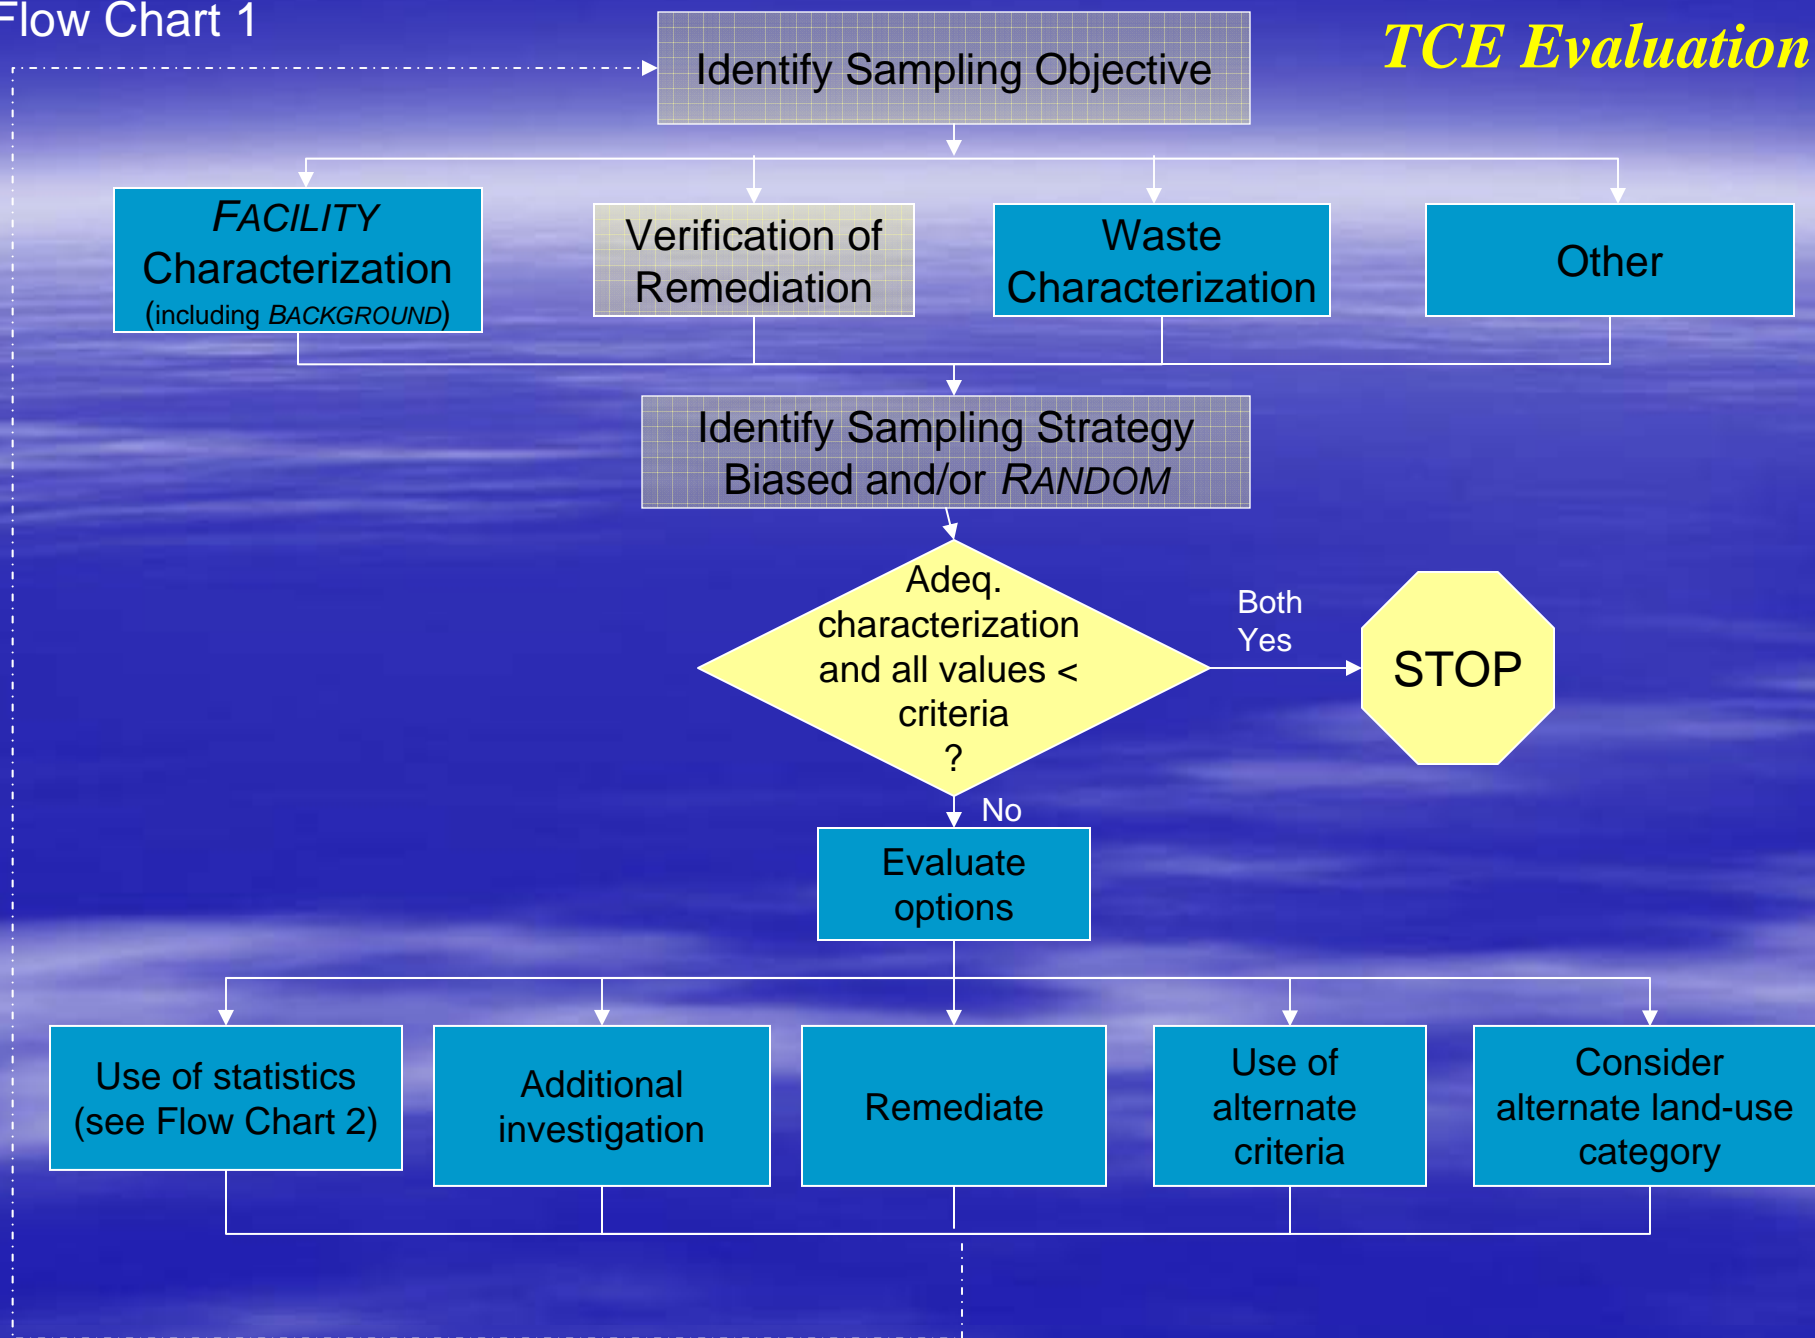 Flow Chart 1
TCE Evaluation
Identify Sampling Objective
FACILITY
Characterization
(including BACKGROUND)
Verification of
Remediation
Waste
Characterization
Other
Identify Sampling Strategy
Biased and/or RANDOM
Adeq.
characterization
and all values <
criteria
?
Both
Yes
STOP
No
Evaluate
options
Use of statistics
(see Flow Chart 2)
Additional
investigation
Remediate
Use of
alternate
criteria
Consider
alternate land-use
category